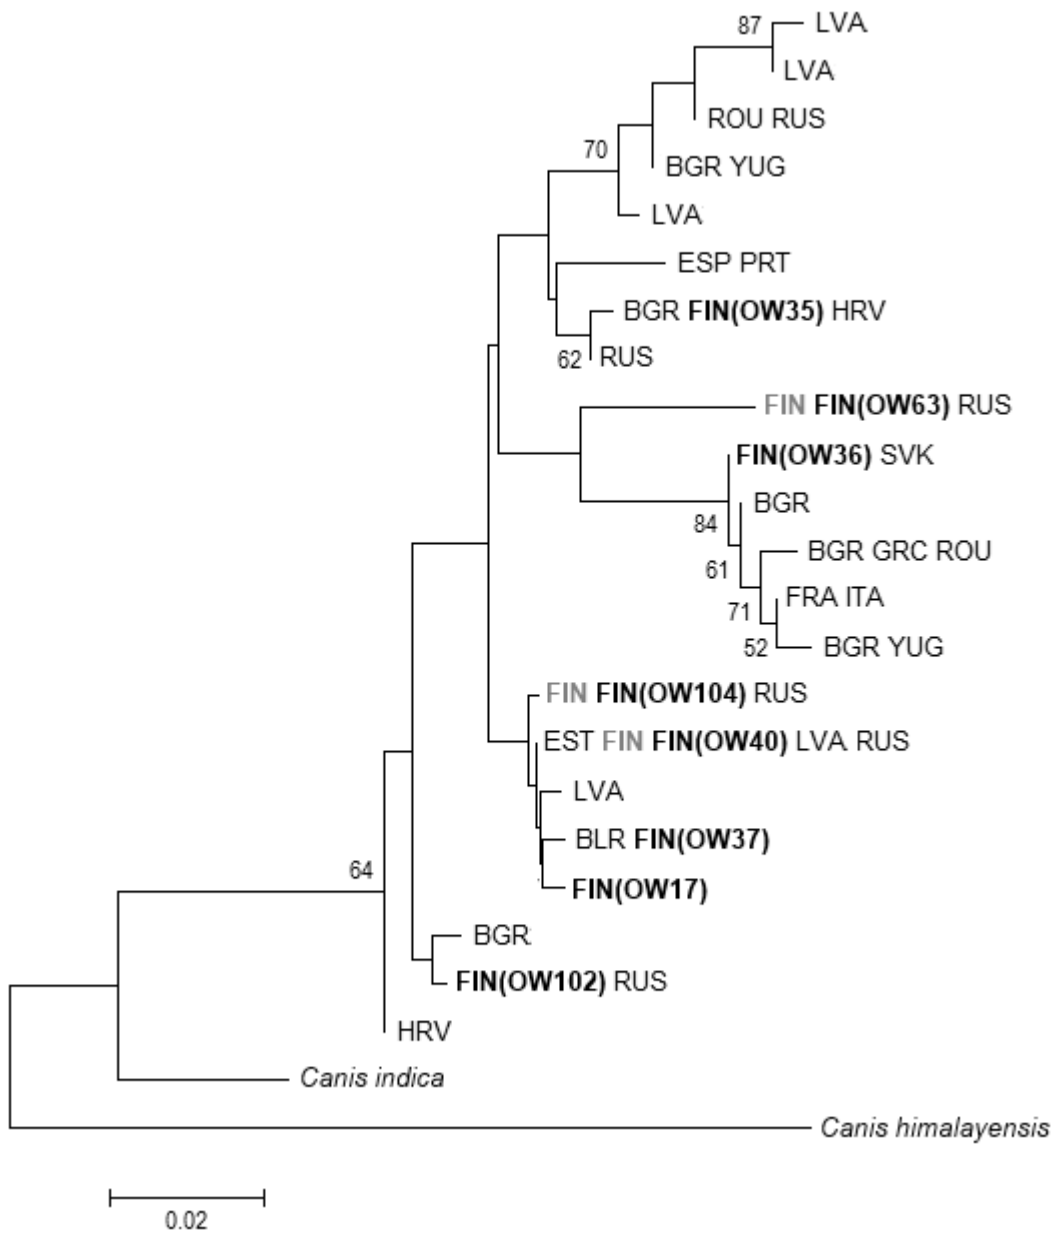 87
LVA
LVA
ROU RUS
70
BGR YUG
LVA
ESP PRT
BGR FIN(OW35) HRV
62
RUS
FIN FIN(OW63) RUS
FIN(OW36) SVK
BGR
84
BGR GRC ROU
61
FRA ITA
71
52
BGR YUG
FIN FIN(OW104) RUS
EST FIN FIN(OW40) LVA RUS
LVA
BLR FIN(OW37)
64
FIN(OW17)
BGR
FIN(OW102) RUS
HRV
Canis indica
Canis himalayensis
0.02